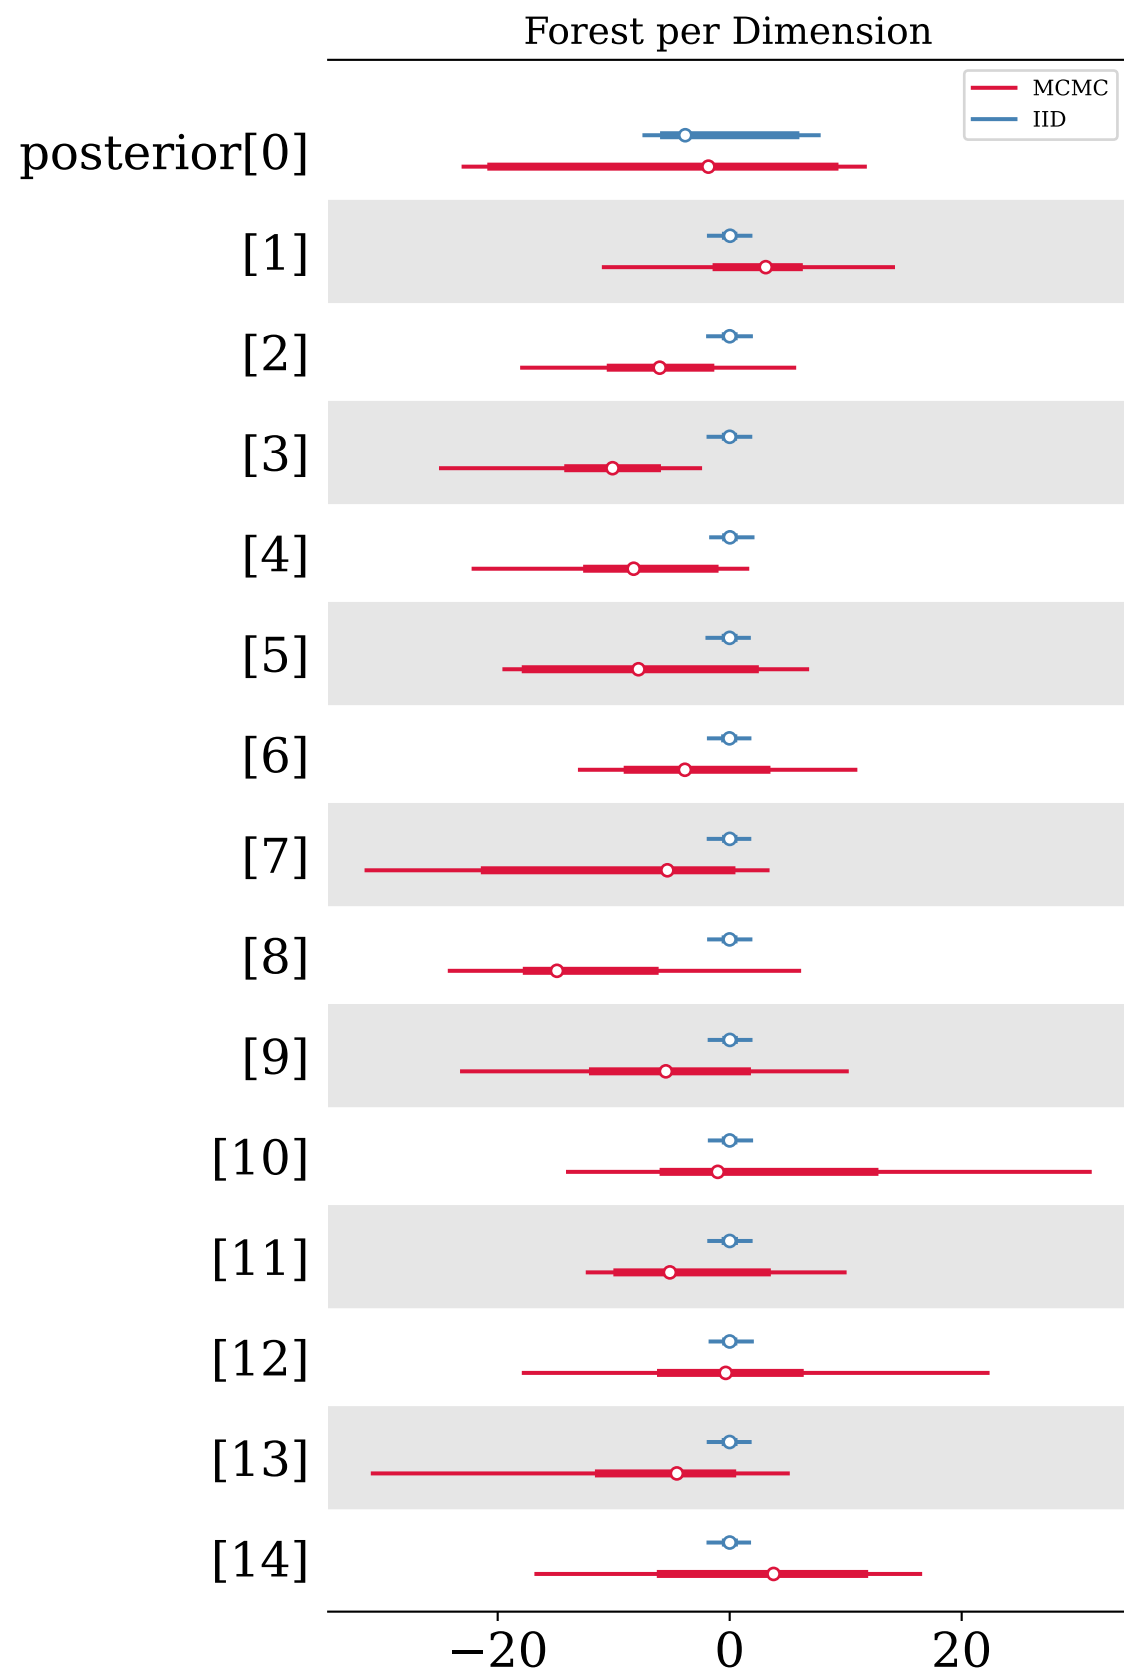 Forest per Dimension
MCMC
IID
posterior[0]
[1]
[2]
[3]
[4]
[5]
[6]
[7]
[8]
[9]
[10]
[11]
[12]
[13]
[14]
−20 0 20